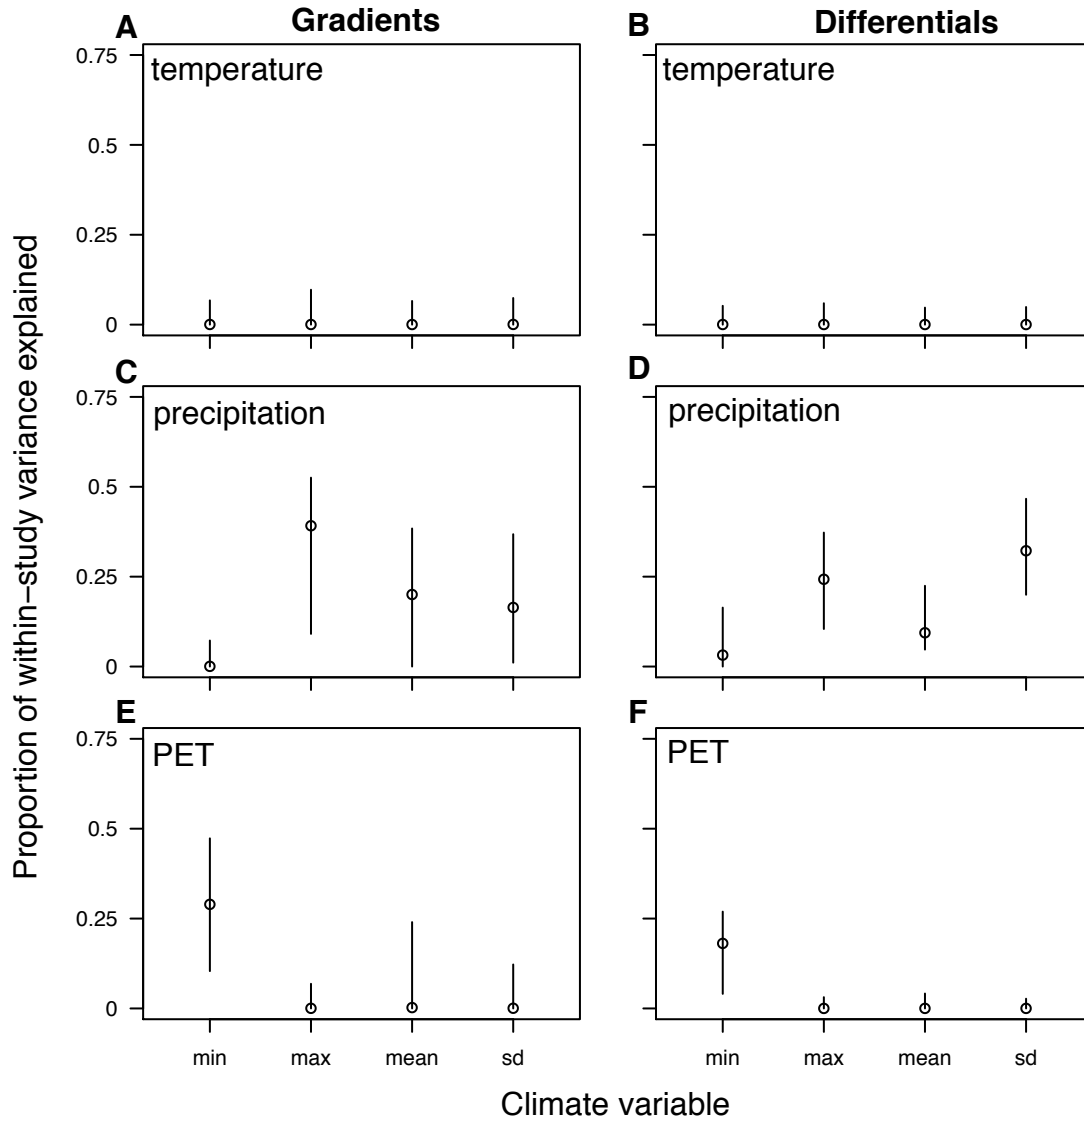 A Gradients
B Differentials
temperature
temperature
0.75
0.5
0.25
0
C
D
precipitation
precipitation
0.75
0.5
0.25
0
E
F
PET
PET
0.75
0.5
0.25
0
min max mean sd
min max mean sd
Climate variable
Proportion of within−study variance explained